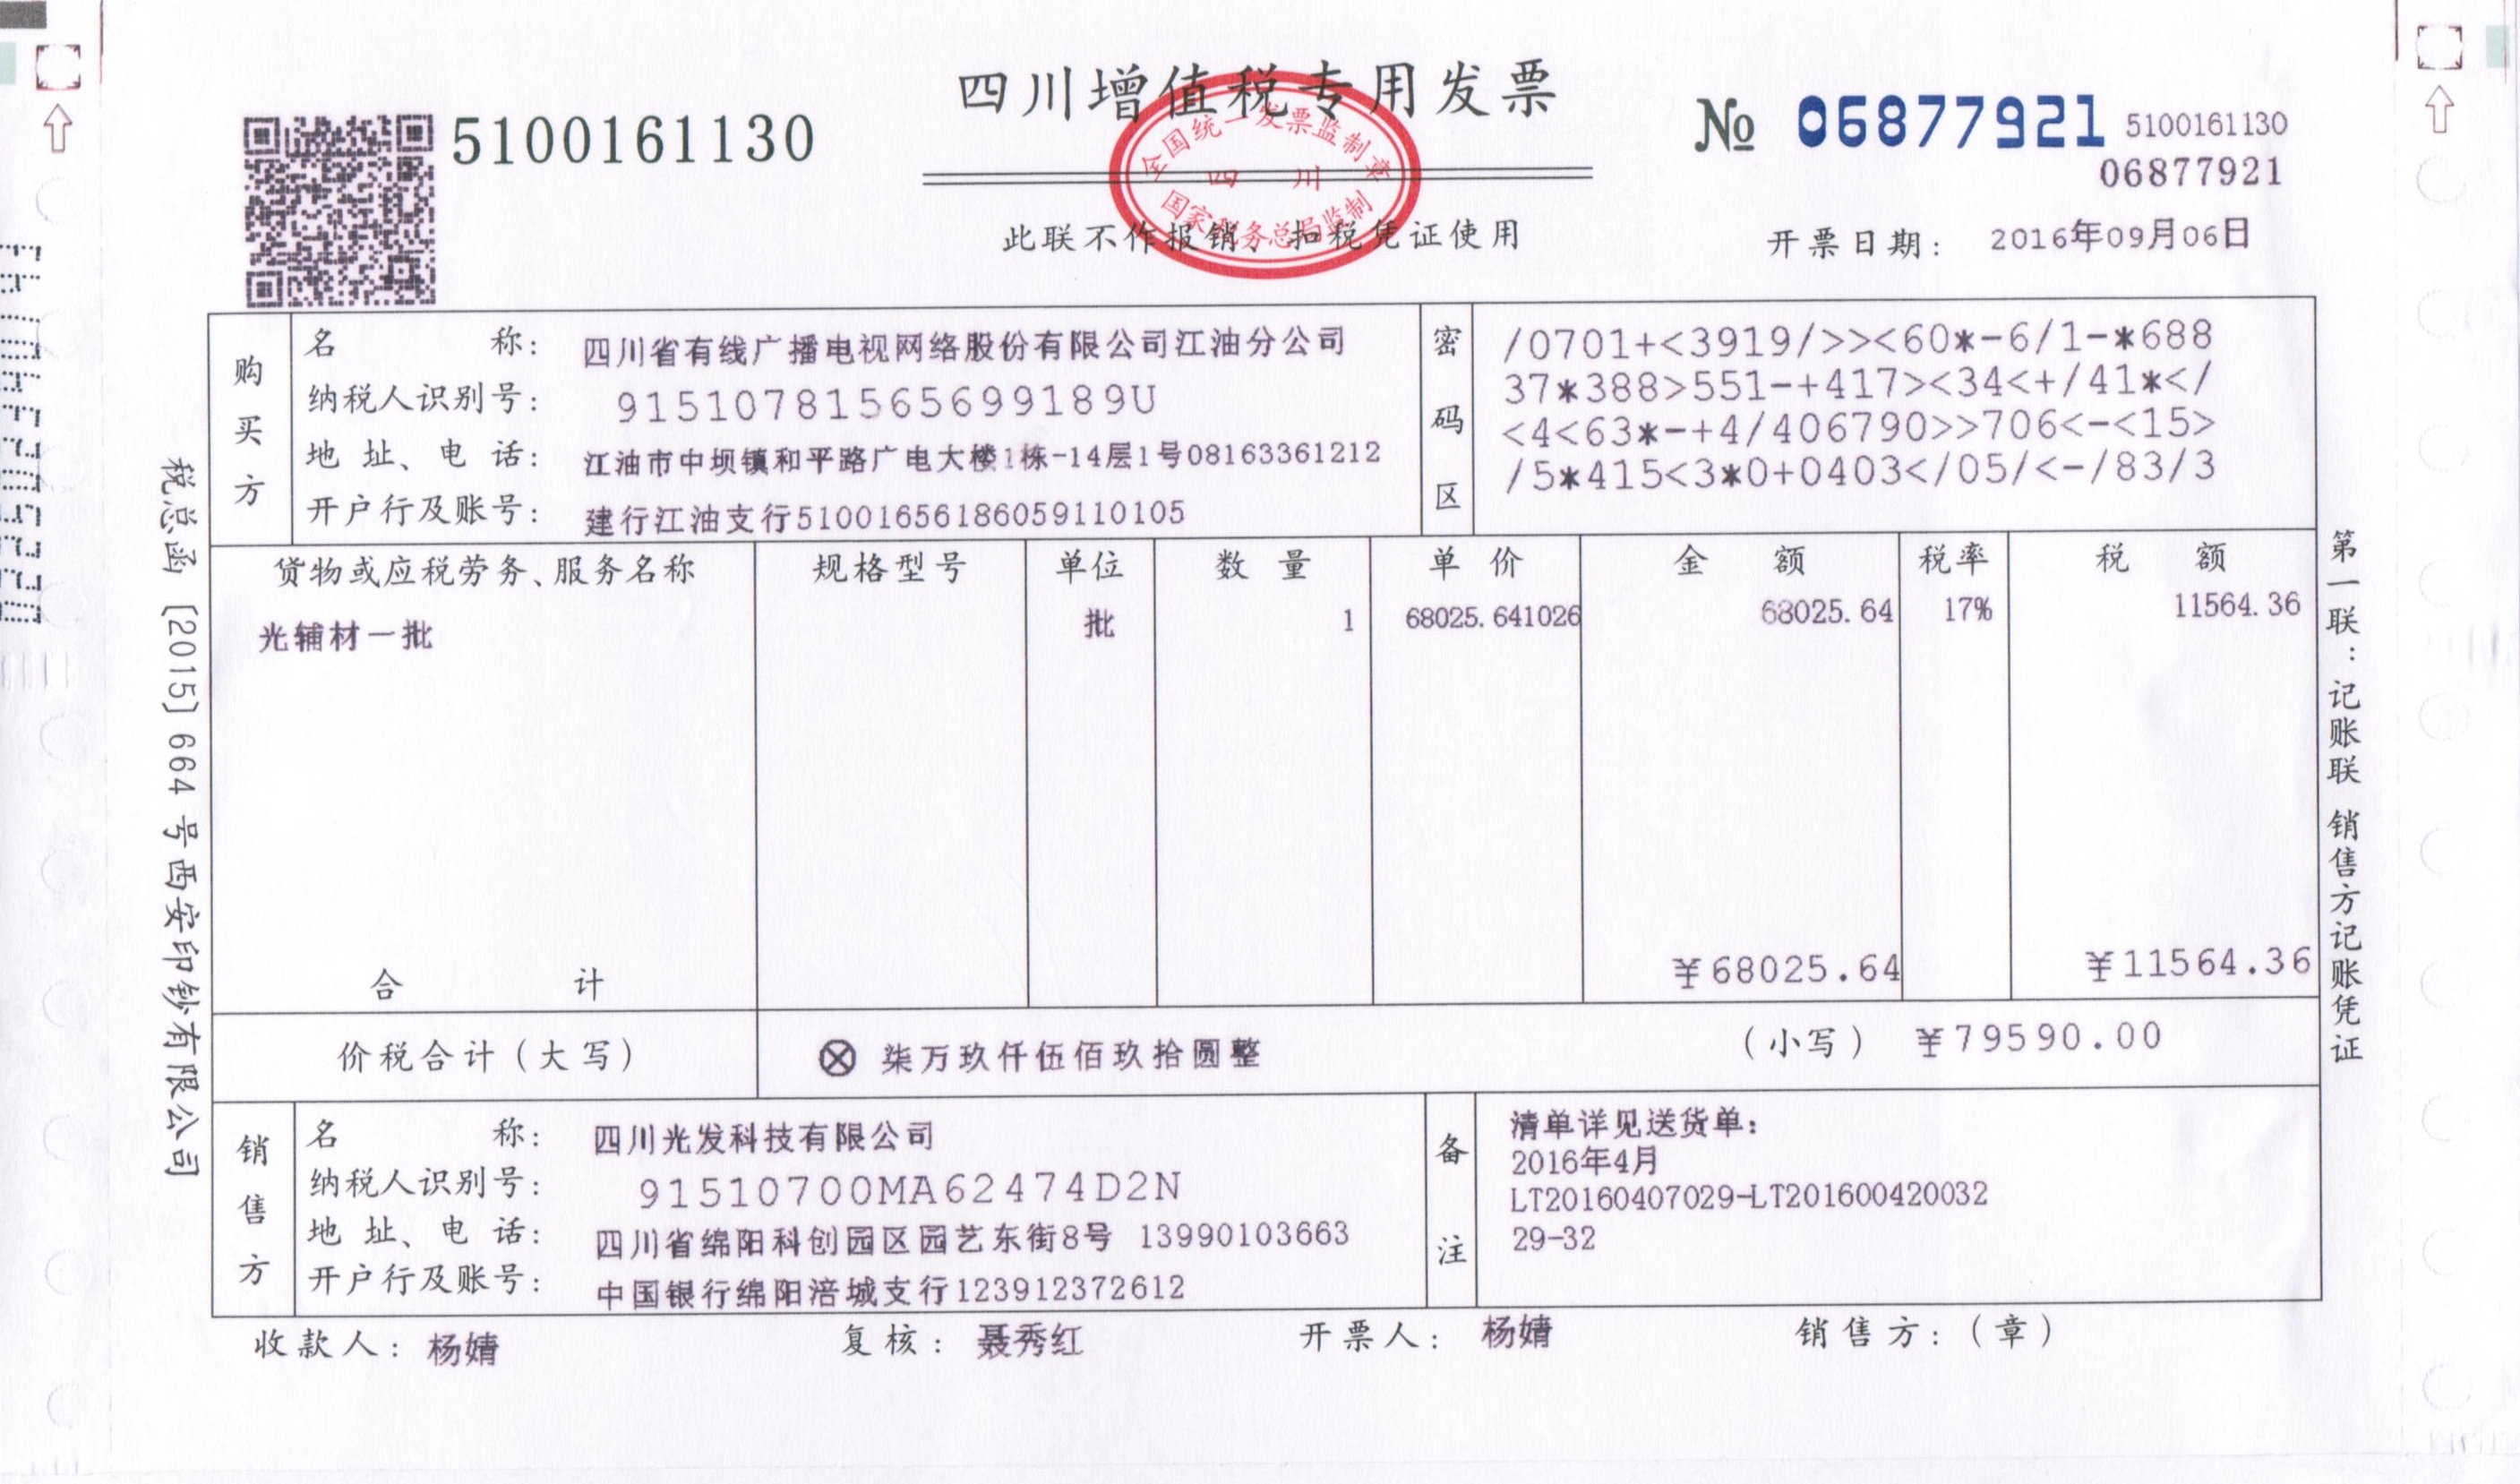 四川增值税专用发票
5100161130
№ 06877921
5100161130
06877921
全国统一发票监制章
四 川
国家税务总局监制
此联不作报销、扣税凭证使用
开票日期: 2016年09月06日
购买方
名 称: 四川省有线广播电视网络股份有限公司江油分公司
纳税人识别号: 91510781565699189U
地 址、电 话: 江油市中坝镇和平路广电大楼1栋-14层1号08163361212
开户行及账号: 建行江油支行51001656186059110105
密码区
/0701+<3919/>><60*-6/1-*688
37*388>551-+417><34<+/41*</
<4<63*-+4/406790>>706<-<15>
/5*415<3*0+0403</05/<-/83/3
货物或应税劳务、服务名称 规格型号 单位 数 量 单 价 金 额 税率 税 额
光辅材一批 批 1 68025.641026 68025.64 17% 11564.36
合 计 ¥68025.64 ¥11564.36
价税合计(大写) ⊗ 柒万玖仟伍佰玖拾圆整 (小写) ¥79590.00
销售方
名 称: 四川光发科技有限公司
纳税人识别号: 91510700MA62474D2N
地 址、电 话: 四川省绵阳科创园区园艺东街8号 13990103663
开户行及账号: 中国银行绵阳涪城支行123912372612
备注
清单详见送货单:
2016年4月
LT20160407029-LT201600420032
29-32
收款人: 杨婧 复核: 聂秀红 开票人: 杨婧 销售方:(章)
税总函〔2015〕664号西安印钞有限公司
第一联:记账联 销售方记账凭证